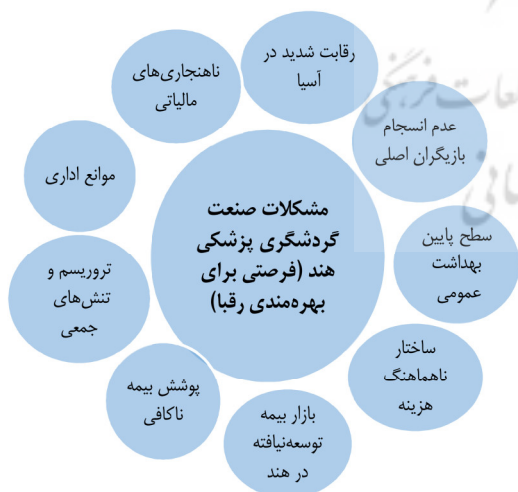 رقابت شدید در
آسیا
عدم انسجام
بازیگران اصلی
سطح پایین
بهداشت
عمومی
ساختار
ناهماهنگ
هزینه
بازار بیمه
توسعه‌نیافته
در هند
پوشش بیمه
ناکافی
تروریسم و
تنش‌های
جمعی
موانع اداری
ناهنجاری‌های
مالیاتی
مشکلات صنعت
گردشگری پزشکی
هند (فرصتی برای
بهره‌مندی رقبا)